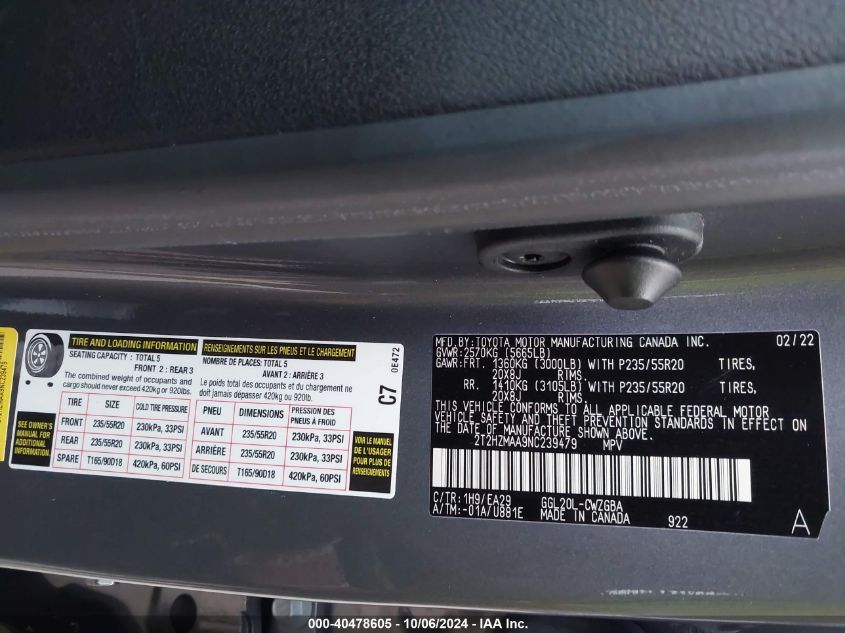 TIRE AND LOADING INFORMATION
SEATING CAPACITY : TOTAL 5
FRONT 2 : REAR 3
The combined weight of occupants and
cargo should never exceed 420kg or 920lbs.
RENSEIGNEMENTS SUR LES PNEUS ET LE CHARGEMENT
NOMBRE DE PLACES: TOTAL 5
AVANT 2 : ARRIÈRE 3
Le poids total des occupants et du chargement ne
doit jamais dépasser 420kg ou 920lb.
C7
0E472
SEE OWNER'S
MANUAL FOR
ADDITIONAL
INFORMATION
TIRE SIZE COLD TIRE PRESSURE
FRONT 235/55R20 230kPa, 33PSI
REAR 235/55R20 230kPa, 33PSI
SPARE T165/90D18 420kPa, 60PSI
PNEU DIMENSIONS PRESSION DES
PNEUS À FROID
AVANT 235/55R20 230kPa, 33PSI
ARRIÈRE 235/55R20 230kPa, 33PSI
DE SECOURS T165/90D18 420kPa, 60PSI
VOIR LE MANUEL
DE L'USAGER
POUR PLUS DE
RENSEIGNEMENTS
MFD.BY:TOYOTA MOTOR MANUFACTURING CANADA INC. 02/22
GVWR:2570KG (5665LB)
GAWR:FRT. 1360KG (3000LB) WITH P235/55R20 TIRES,
20X8J RIMS,
RR. 1410KG (3105LB) WITH P235/55R20 TIRES,
20X8J RIMS.
THIS VEHICLE CONFORMS TO ALL APPLICABLE FEDERAL MOTOR
VEHICLE SAFETY AND THEFT PREVENTION STANDARDS IN EFFECT ON
THE DATE OF MANUFACTURE SHOWN ABOVE.
2T2HZMAA9NC239479 MPV
C/TR:1H9/EA29 GGL20L-CWZGBA
A/TM:-01A/U881E MADE IN CANADA 922 A
000-40478605 - 10/06/2024 - IAA Inc.